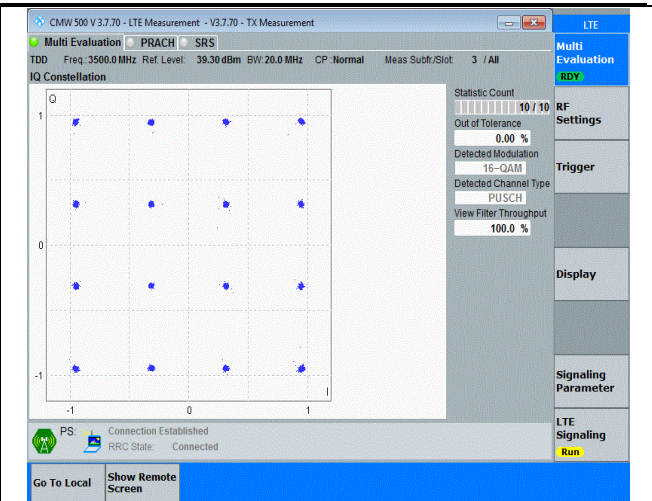 CMW 500 V 3.7.70 - LTE Measurement - V3.7.70 - TX Measurement
LTE
Multi Evaluation PRACH SRS
TDD Freq.:3500.0 MHz Ref. Level: 39.30 dBm BW:20.0 MHz CP :Normal Meas Subfr./Slot: 3 / All
IQ Constellation
Q
1
0
-1
I
-1 0 1
Statistic Count
10 / 10
Out of Tolerance
0.00 %
Detected Modulation
16-QAM
Detected Channel Type
PUSCH
View Filter Throughput
100.0 %
Multi
Evaluation
RDY
RF
Settings
Trigger
Display
Signaling
Parameter
LTE
Signaling
Run
PS: Connection Established
RRC State: Connected
Go To Local
Show Remote
Screen